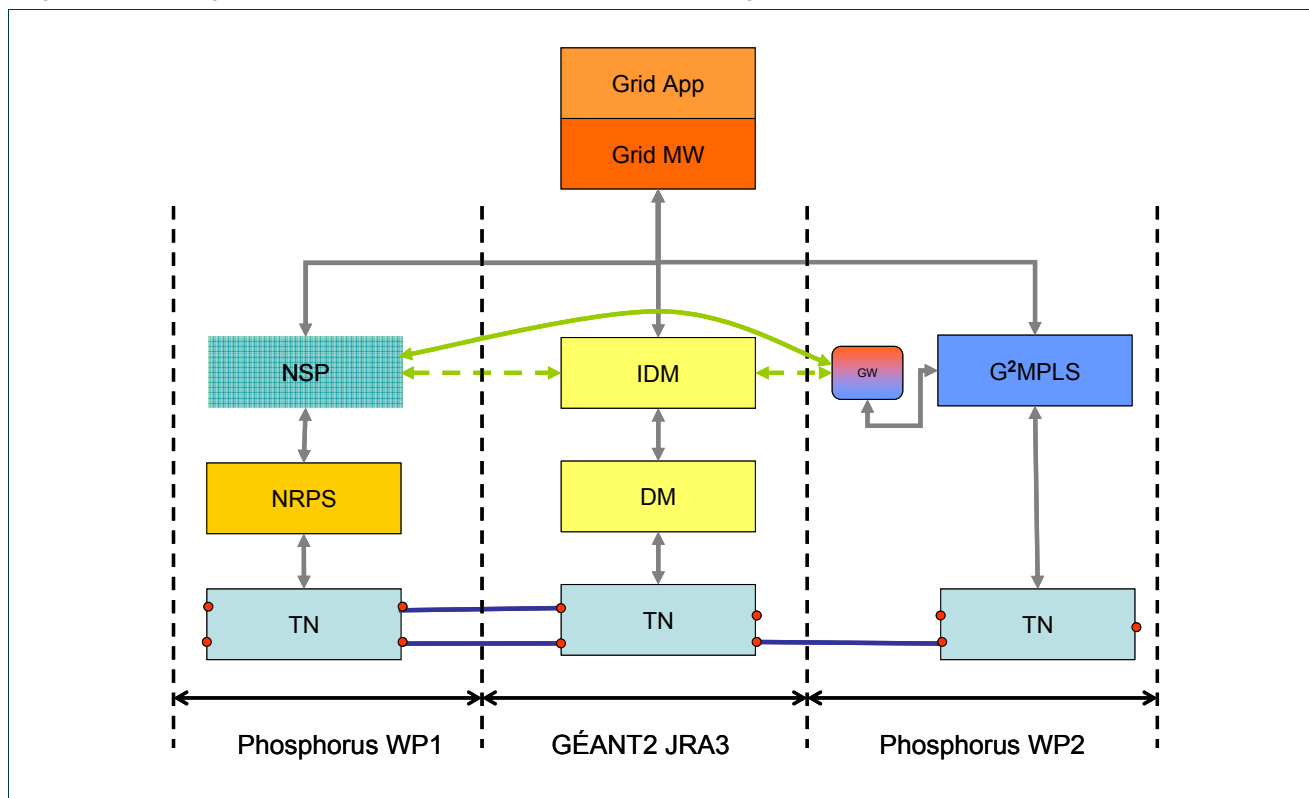 Grid App
Grid MW
NSP
IDM
GW
G²MPLS
NRPS
DM
TN
TN
TN
Phosphorus WP1
GÉANT2 JRA3
Phosphorus WP2